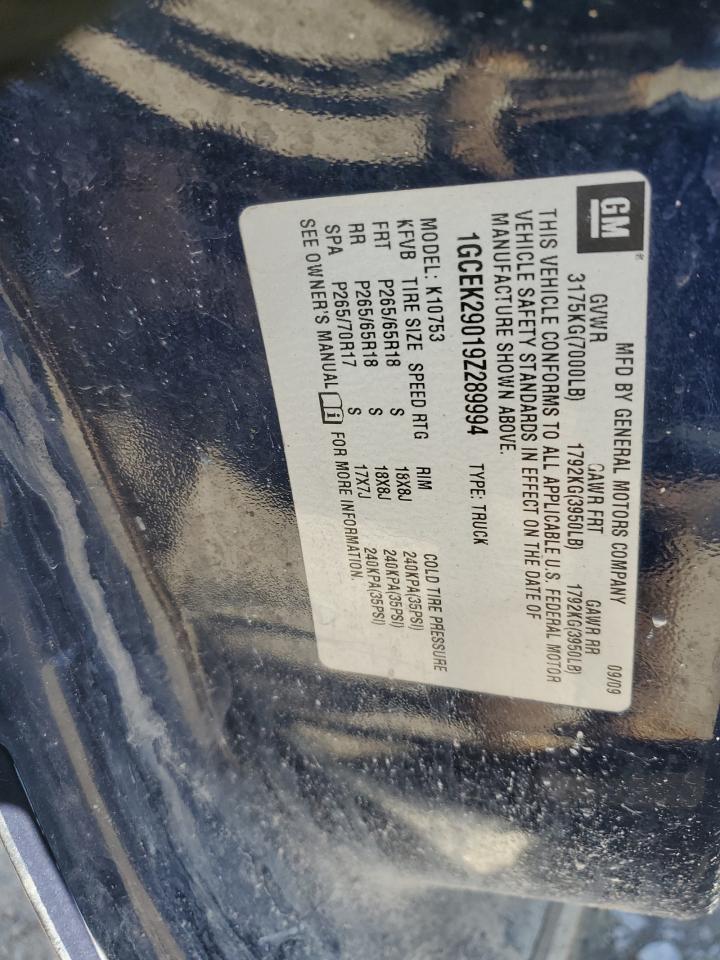 GM
MFD BY GENERAL MOTORS COMPANY 09/09
GVWR GAWR FRT GAWR RR
3175KG(7000LB) 1792KG(3950LB) 1792KG(3950LB)
THIS VEHICLE CONFORMS TO ALL APPLICABLE U.S. FEDERAL MOTOR
VEHICLE SAFETY STANDARDS IN EFFECT ON THE DATE OF
MANUFACTURE SHOWN ABOVE.
1GCEK29019Z289994 TYPE: TRUCK
MODEL: K10753
KFVB TIRE SIZE SPEED RTG RIM COLD TIRE PRESSURE
FRT P265/65R18 S 18X8J 240KPA(35PSI)
RR P265/65R18 S 18X8J 240KPA(35PSI)
SPA P265/70R17 S 17X7J 240KPA(35PSI)
SEE OWNER'S MANUAL FOR MORE INFORMATION.